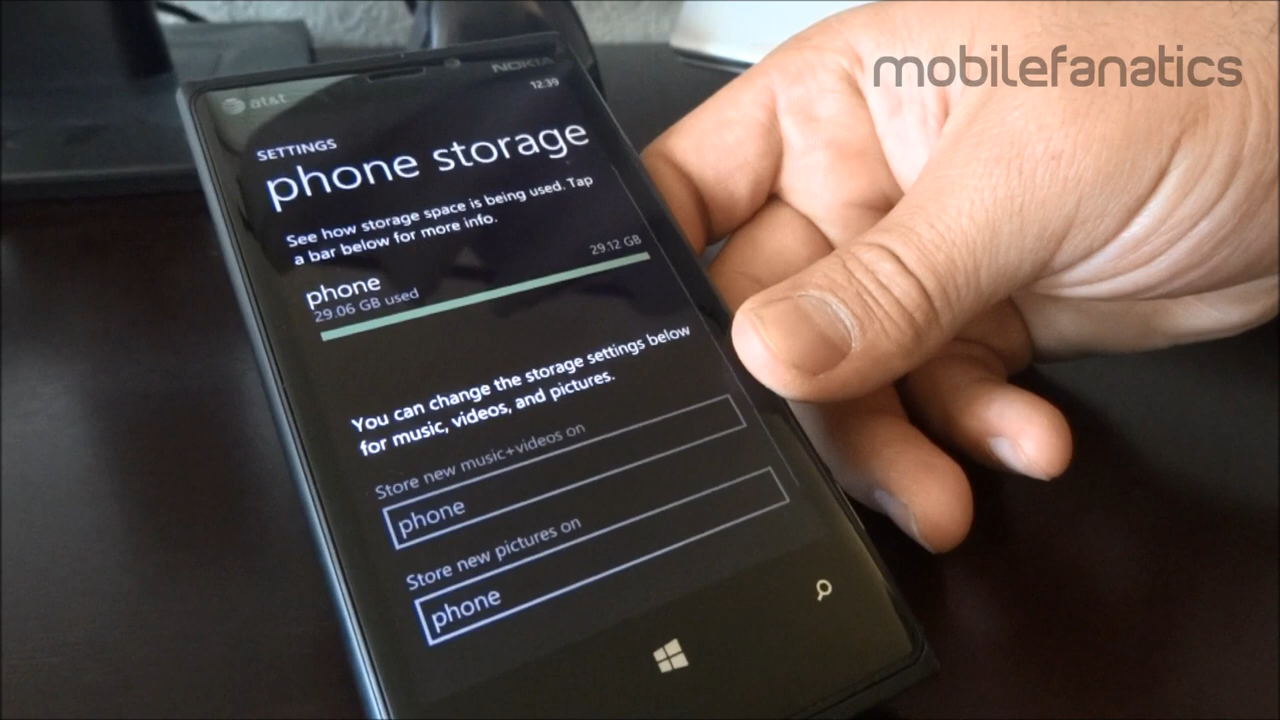 mobilefanatics
NOKIA
at&t
12:39
SETTINGS
phone storage
See how storage space is being used. Tap
a bar below for more info.
29.12 GB
phone
29.06 GB used
You can change the storage settings below
for music, videos, and pictures.
Store new music+videos on
phone
Store new pictures on
phone